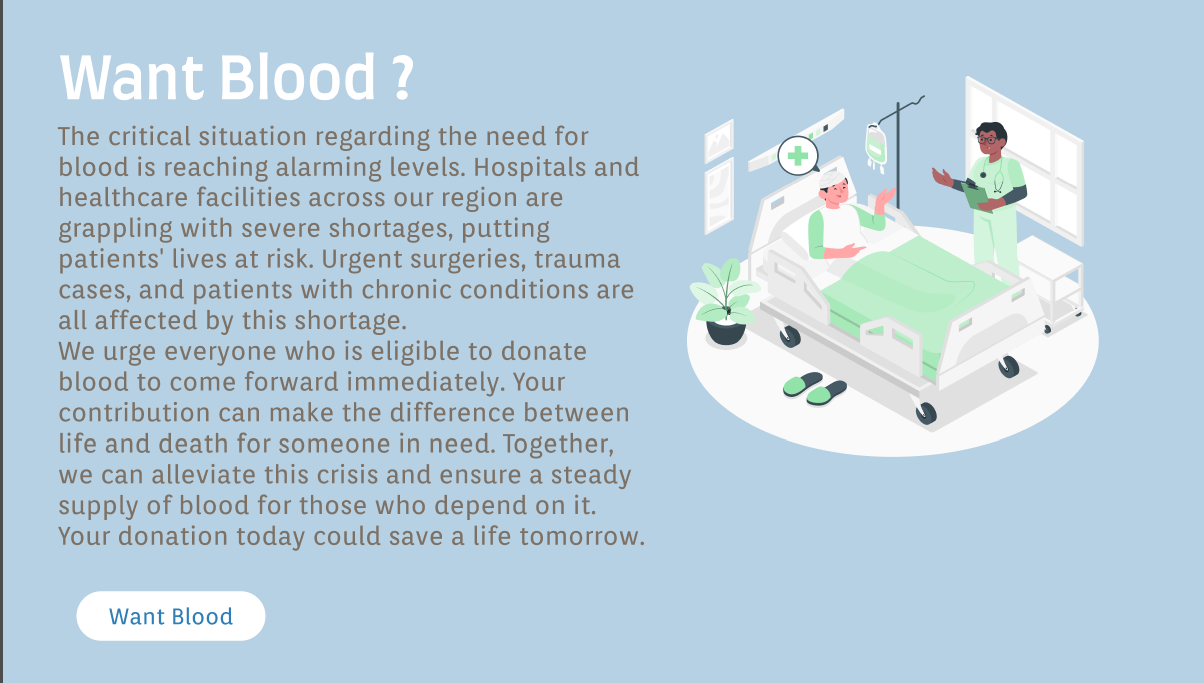 Want Blood ?
The critical situation regarding the need for
blood is reaching alarming levels. Hospitals and
healthcare facilities across our region are
grappling with severe shortages, putting
patients' lives at risk. Urgent surgeries, trauma
cases, and patients with chronic conditions are
all affected by this shortage.
We urge everyone who is eligible to donate
blood to come forward immediately. Your
contribution can make the difference between
life and death for someone in need. Together,
we can alleviate this crisis and ensure a steady
supply of blood for those who depend on it.
Your donation today could save a life tomorrow.
Want Blood